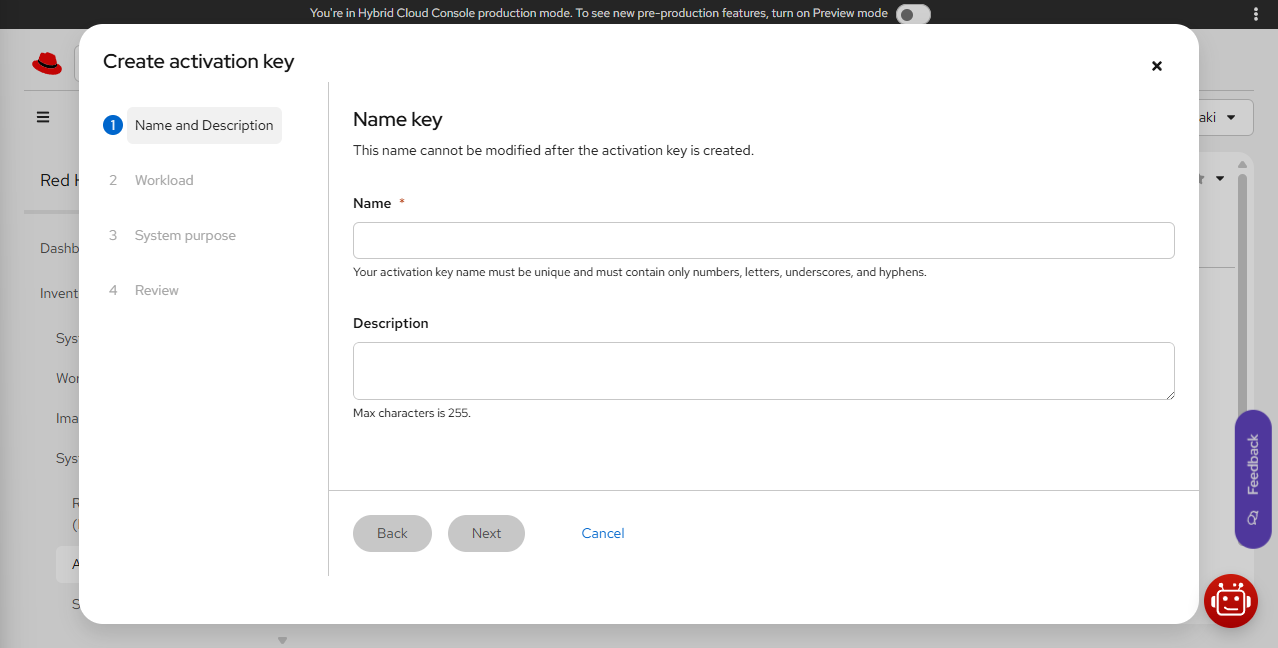 You're in Hybrid Cloud Console production mode. To see new pre-production features, turn on Preview mode
Create activation key
1 Name and Description
2 Workload
3 System purpose
4 Review
Name key
This name cannot be modified after the activation key is created.
Name *
Your activation key name must be unique and must contain only numbers, letters, underscores, and hyphens.
Description
Max characters is 255.
Back
Next
Cancel
aki
Red
Dashb
Invent
Sys
Wor
Ima
Sys
Feedback